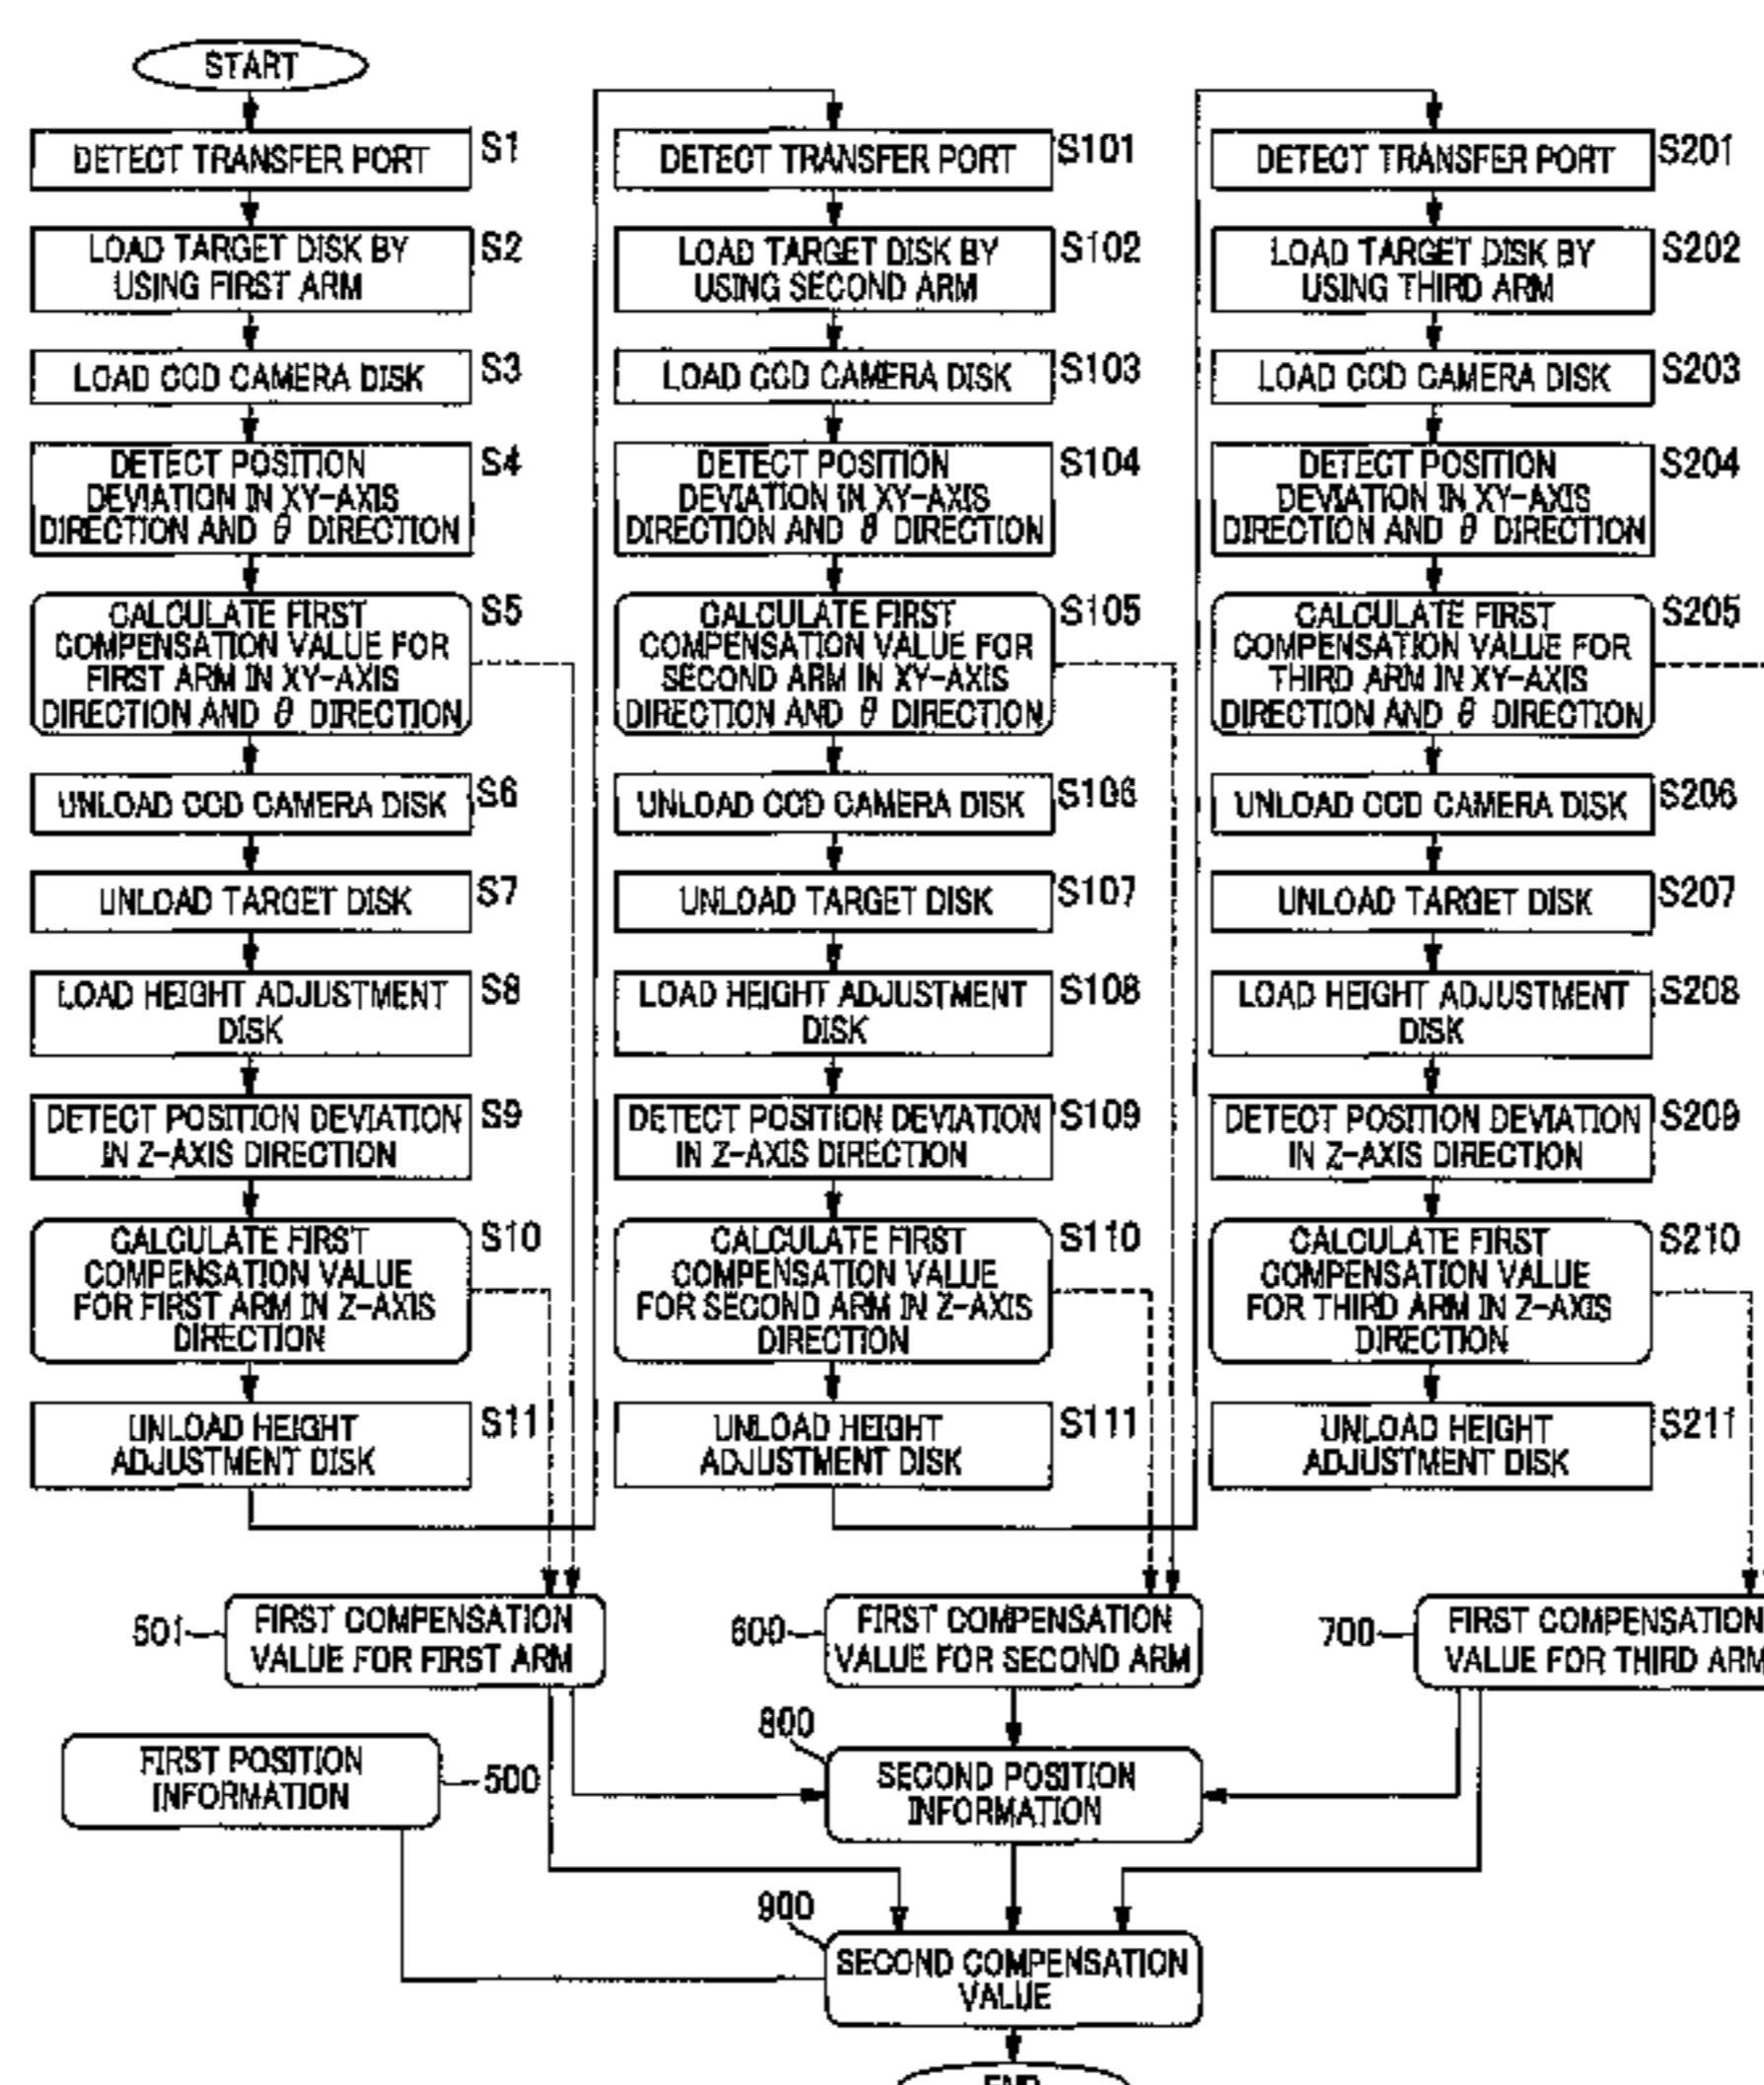 START
DETECT TRANSFER PORT
S1
LOAD TARGET DISK BY
USING FIRST ARM
S2
LOAD CCD CAMERA DISK
S3
DETECT POSITION
DEVIATION IN XY-AXIS
DIRECTION AND θ DIRECTION
S4
CALCULATE FIRST
COMPENSATION VALUE FOR
FIRST ARM IN XY-AXIS
DIRECTION AND θ DIRECTION
S5
UNLOAD CCD CAMERA DISK
S6
UNLOAD TARGET DISK
S7
LOAD HEIGHT ADJUSTMENT
DISK
S8
DETECT POSITION DEVIATION
IN Z-AXIS DIRECTION
S9
CALCULATE FIRST
COMPENSATION VALUE
FOR FIRST ARM IN Z-AXIS
DIRECTION
S10
UNLOAD HEIGHT
ADJUSTMENT DISK
S11
DETECT TRANSFER PORT
S101
LOAD TARGET DISK BY
USING SECOND ARM
S102
LOAD CCD CAMERA DISK
S103
DETECT POSITION
DEVIATION IN XY-AXIS
DIRECTION AND θ DIRECTION
S104
CALCULATE FIRST
COMPENSATION VALUE FOR
SECOND ARM IN XY-AXIS
DIRECTION AND θ DIRECTION
S105
UNLOAD CCD CAMERA DISK
S106
UNLOAD TARGET DISK
S107
LOAD HEIGHT ADJUSTMENT
DISK
S108
DETECT POSITION DEVIATION
IN Z-AXIS DIRECTION
S109
CALCULATE FIRST
COMPENSATION VALUE
FOR SECOND ARM IN Z-AXIS
DIRECTION
S110
UNLOAD HEIGHT
ADJUSTMENT DISK
S111
DETECT TRANSFER PORT
S201
LOAD TARGET DISK BY
USING THIRD ARM
S202
LOAD CCD CAMERA DISK
S203
DETECT POSITION
DEVIATION IN XY-AXIS
DIRECTION AND θ DIRECTION
S204
CALCULATE FIRST
COMPENSATION VALUE FOR
THIRD ARM IN XY-AXIS
DIRECTION AND θ DIRECTION
S205
UNLOAD CCD CAMERA DISK
S206
UNLOAD TARGET DISK
S207
LOAD HEIGHT ADJUSTMENT
DISK
S208
DETECT POSITION DEVIATION
IN Z-AXIS DIRECTION
S209
CALCULATE FIRST
COMPENSATION VALUE
FOR THIRD ARM IN Z-AXIS
DIRECTION
S210
UNLOAD HEIGHT
ADJUSTMENT DISK
S211
501
FIRST COMPENSATION
VALUE FOR FIRST ARM
600
FIRST COMPENSATION
VALUE FOR SECOND ARM
700
FIRST COMPENSATION
VALUE FOR THIRD ARM
FIRST POSITION
INFORMATION
500
800
SECOND POSITION
INFORMATION
900
SECOND COMPENSATION
VALUE
END